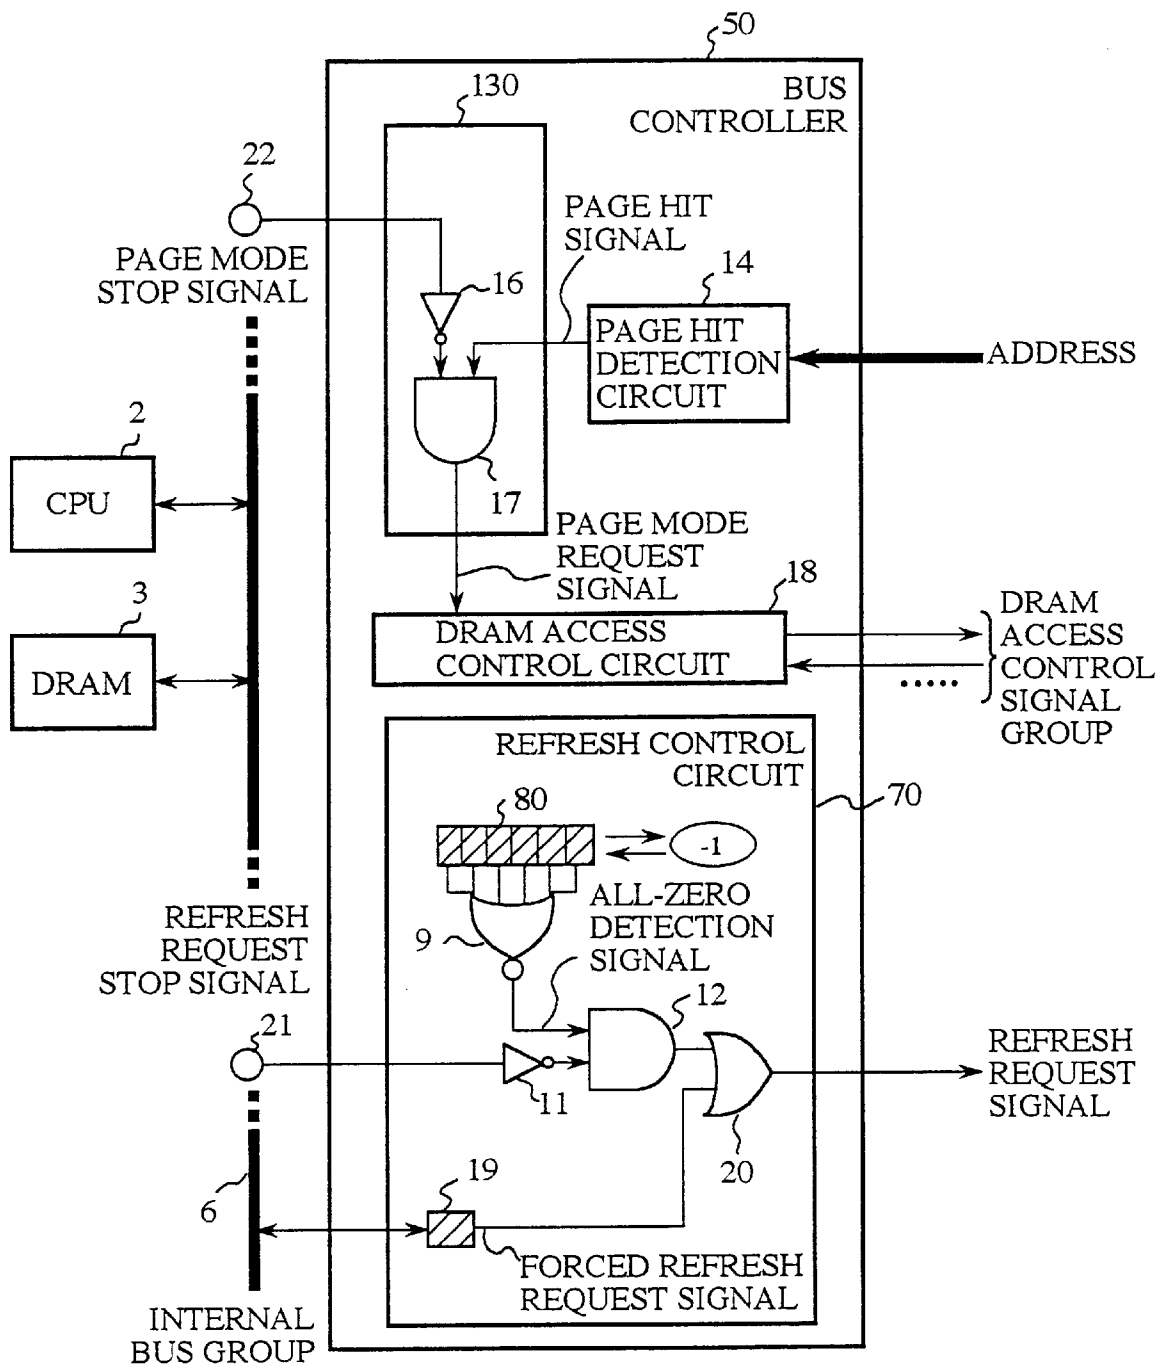 50
BUS
CONTROLLER
130
22
PAGE MODE
STOP SIGNAL
PAGE HIT
SIGNAL
16
14
PAGE HIT
DETECTION
CIRCUIT
ADDRESS
2
CPU
17
PAGE MODE
REQUEST
SIGNAL
18
3
DRAM
DRAM ACCESS
CONTROL CIRCUIT
DRAM
ACCESS
CONTROL
SIGNAL
GROUP
REFRESH CONTROL
CIRCUIT
70
80
-1
ALL-ZERO
DETECTION
SIGNAL
9
REFRESH
REQUEST
STOP SIGNAL
12
21
11
REFRESH
REQUEST
SIGNAL
20
19
6
FORCED REFRESH
REQUEST SIGNAL
INTERNAL
BUS GROUP